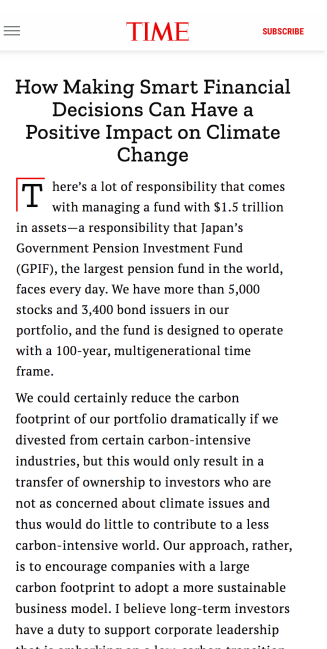 TIME
SUBSCRIBE
How Making Smart Financial
Decisions Can Have a
Positive Impact on Climate
Change
There's a lot of responsibility that comes
with managing a fund with $1.5 trillion
in assets—a responsibility that Japan's
Government Pension Investment Fund
(GPIF), the largest pension fund in the world,
faces every day. We have more than 5,000
stocks and 3,400 bond issuers in our
portfolio, and the fund is designed to operate
with a 100-year, multigenerational time
frame.
We could certainly reduce the carbon
footprint of our portfolio dramatically if we
divested from certain carbon-intensive
industries, but this would only result in a
transfer of ownership to investors who are
not as concerned about climate issues and
thus would do little to contribute to a less
carbon-intensive world. Our approach, rather,
is to encourage companies with a large
carbon footprint to adopt a more sustainable
business model. I believe long-term investors
have a duty to support corporate leadership